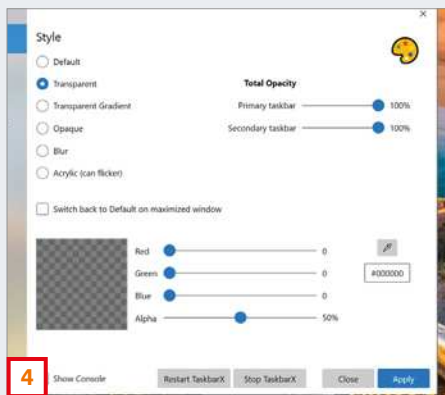 ×
Style
Default
Transparent
Total Opacity
Transparent Gradient
Primary taskbar 100%
Opaque
Secondary taskbar 100%
Blur
Acrylic (can flicker)
Switch back to Default on maximized window
Red 0
Green 0 #000000
Blue 0
Alpha 50%
4 Show Console Restart TaskbarX Stop TaskbarX Close Apply